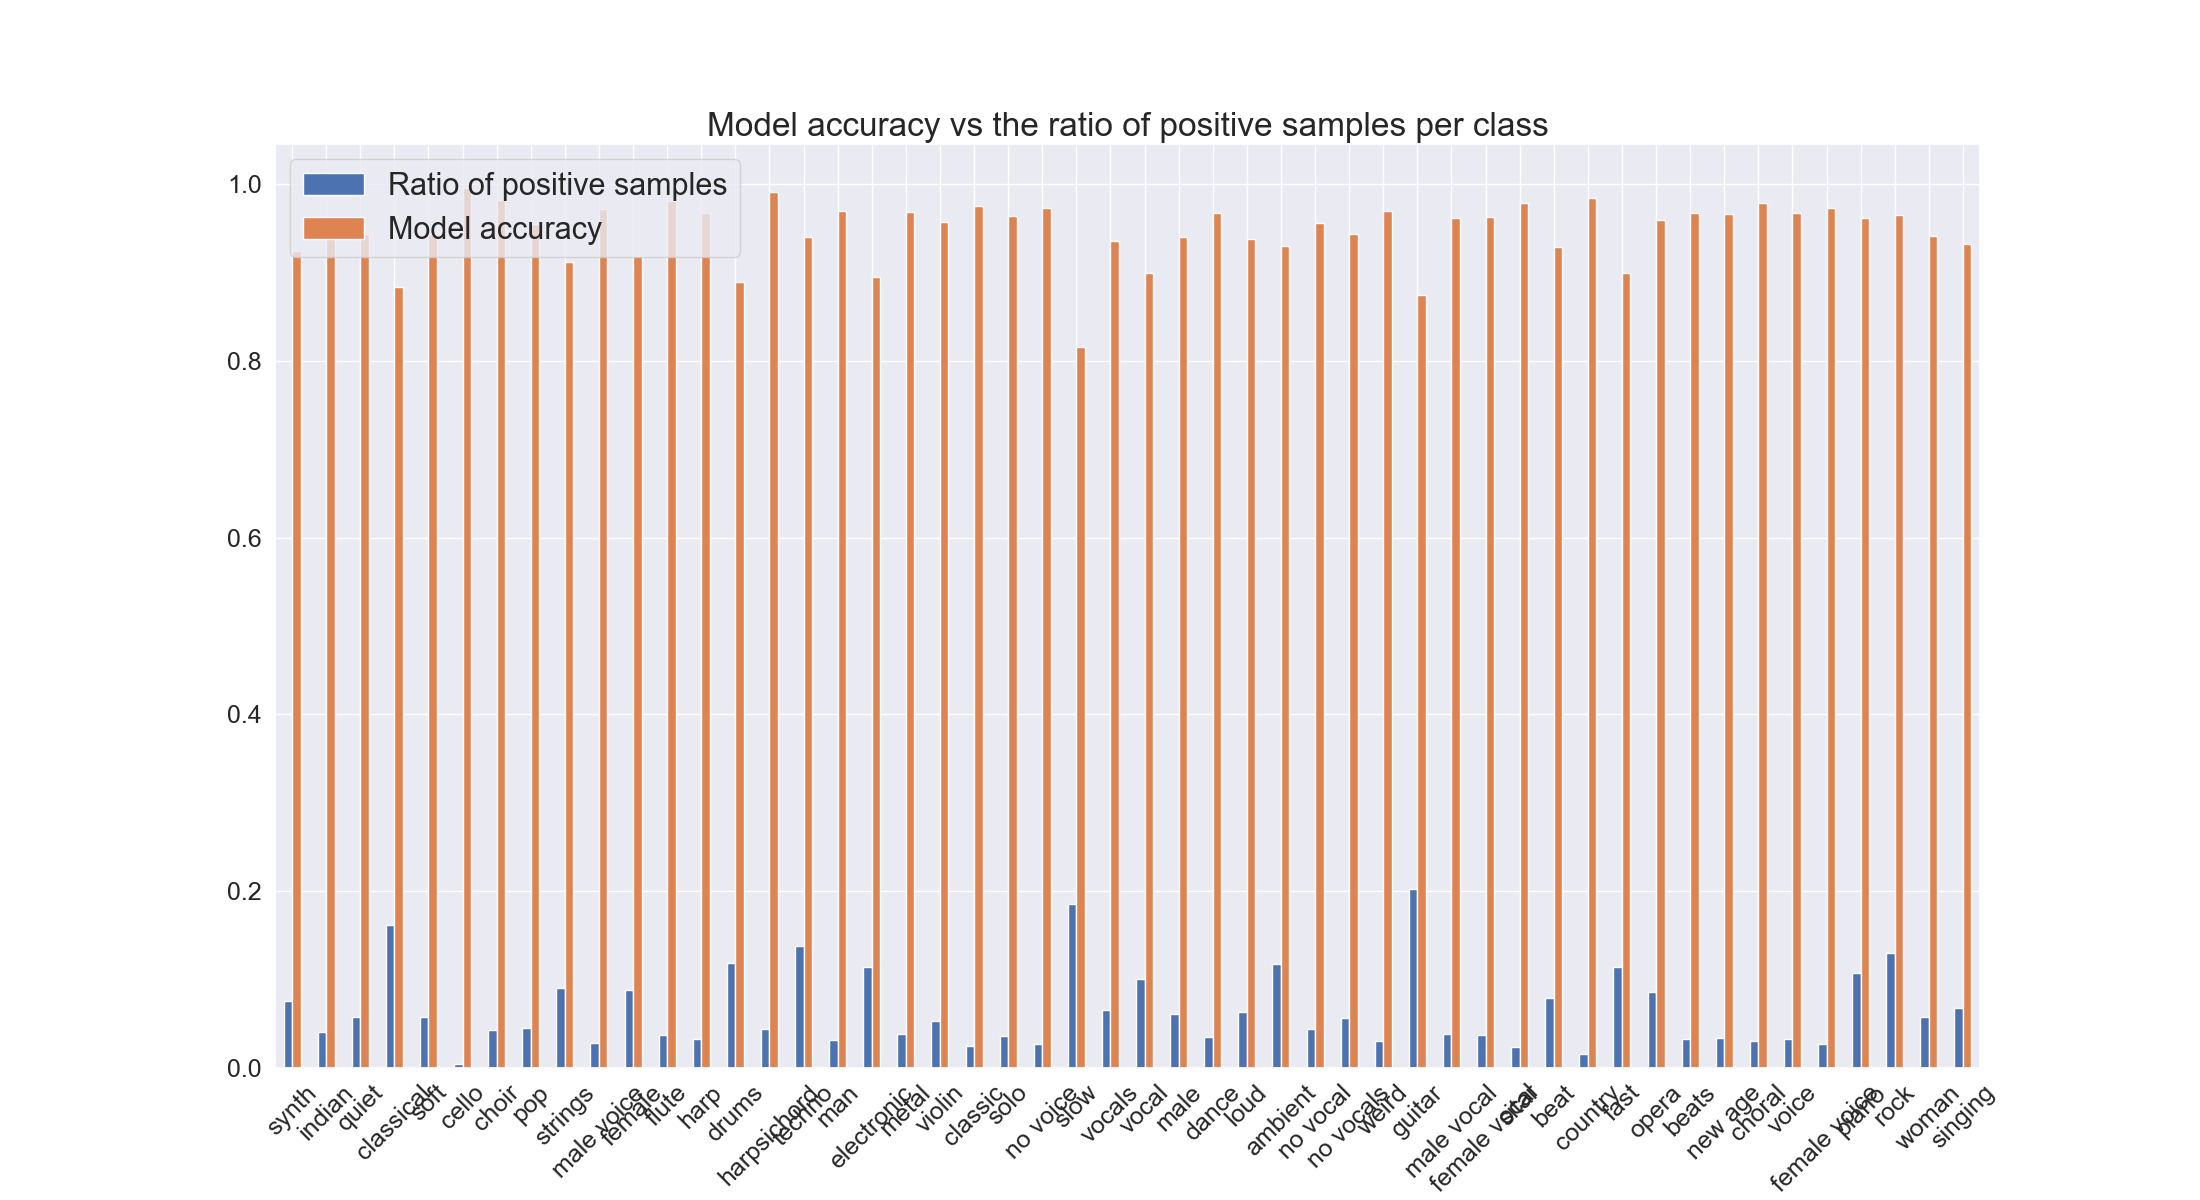 Model accuracy vs the ratio of positive samples per class
Ratio of positive samples
Model accuracy
1.0
0.8
0.6
0.4
0.2
0.0
synth
indian
quiet
classical
soft
cello
choir
pop
strings
male voice
female
flute
harp
drums
harpsichord
techno
man
electronic
metal
violin
classic
solo
no voice
slow
vocals
vocal
male
dance
loud
ambient
no vocal
no vocals
weird
guitar
male vocal
female vocal
sitar
beat
country
fast
opera
beats
new age
choral
voice
female voice
piano
rock
woman
singing